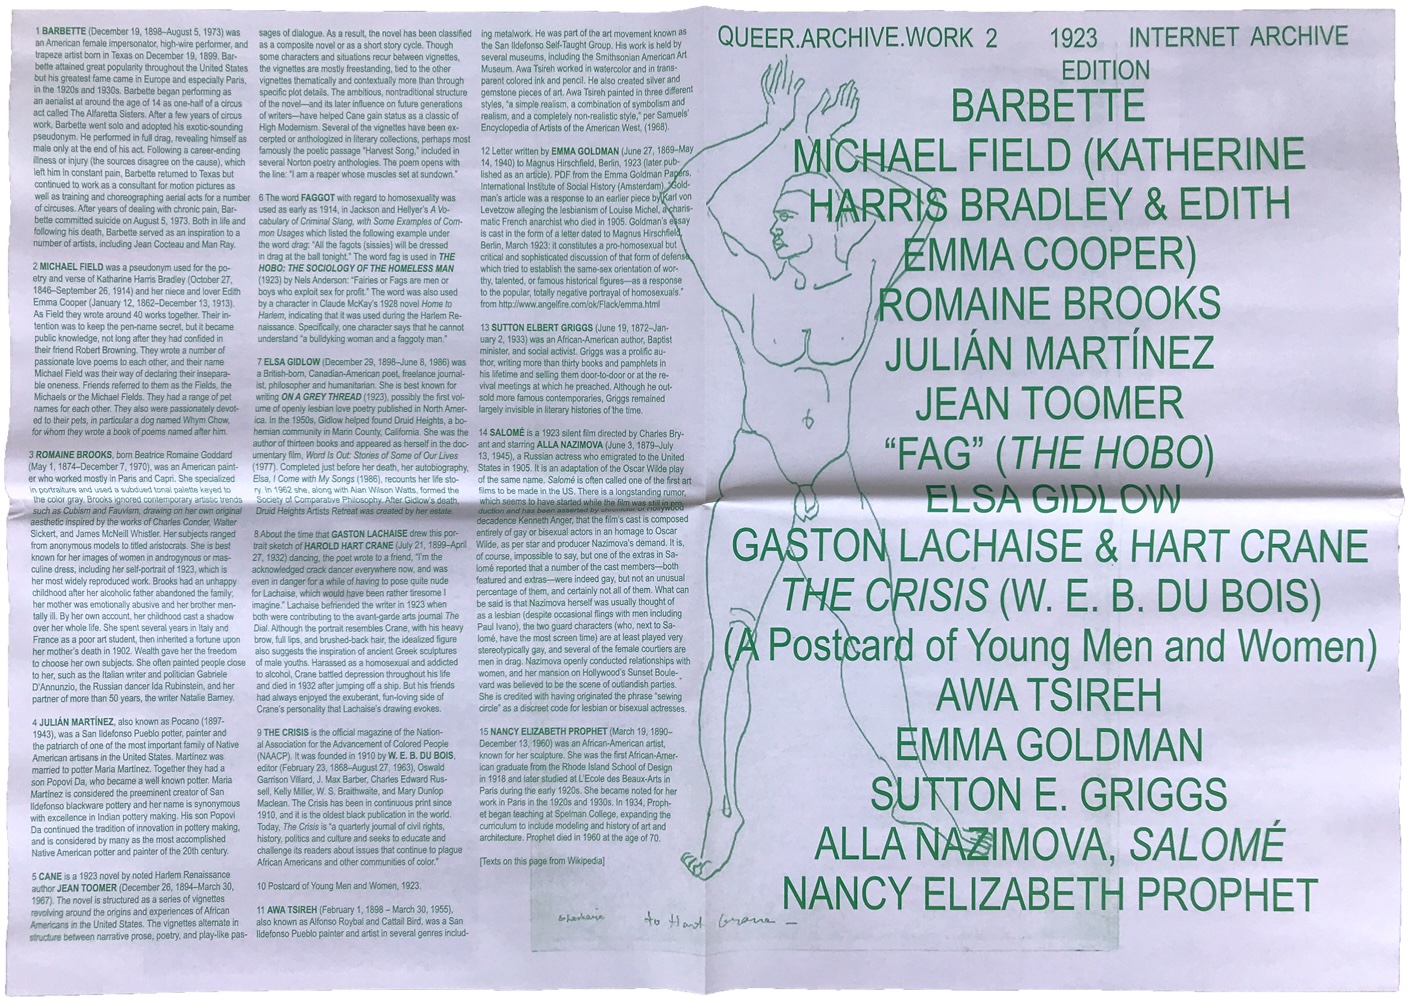 1 BARBETTE (December 19, 1898–August 5, 1973) was
an American female impersonator, high-wire performer, and
trapeze artist born in Texas on December 19, 1899. Bar-
bette attained great popularity throughout the United States
but his greatest fame came in Europe and especially Paris,
in the 1920s and 1930s. Barbette began performing as
an aerialist at around the age of 14 as one-half of a circus
act called The Alfaretta Sisters. After a few years of circus
work, Barbette went solo and adopted his exotic-sounding
pseudonym. He performed in full drag, revealing himself as
male only at the end of his act. Following a career-ending
illness or injury (the sources disagree on the cause), which
left him in constant pain, Barbette returned to Texas but
continued to work as a consultant for motion pictures as
well as training and choreographing aerial acts for a number
of circuses. After years of dealing with chronic pain, Bar-
bette committed suicide on August 5, 1973. Both in life and
following his death, Barbette served as an inspiration to a
number of artists, including Jean Cocteau and Man Ray.
2 MICHAEL FIELD was a pseudonym used for the po-
etry and verse of Katharine Harris Bradley (October 27,
1846–September 26, 1914) and her niece and lover Edith
Emma Cooper (January 12, 1862–December 13, 1913).
As Field they wrote around 40 works together. Their in-
tention was to keep the pen-name secret, but it became
public knowledge, not long after they had confided in
their friend Robert Browning. They wrote a number of
passionate love poems to each other, and their name
Michael Field was their way of declaring their insepara-
ble oneness. Friends referred to them as the Fields, the
Michaels or the Michael Fields. They had a range of pet
names for each other. They also were passionately devot-
ed to their pets, in particular a dog named Whym Chow,
for whom they wrote a book of poems named after him.
3 ROMAINE BROOKS, born Beatrice Romaine Goddard
(May 1, 1874–December 7, 1970), was an American paint-
er who worked mostly in Paris and Capri. She specialized
in portraiture and used a subdued tonal palette keyed to
the color gray. Brooks ignored contemporary artistic trends
such as Cubism and Fauvism, drawing on her own original
aesthetic inspired by the works of Charles Conder, Walter
Sickert, and James McNeill Whistler. Her subjects ranged
from anonymous models to titled aristocrats. She is best
known for her images of women in androgynous or mas-
culine dress, including her self-portrait of 1923, which is
her most widely reproduced work. Brooks had an unhappy
childhood after her alcoholic father abandoned the family;
her mother was emotionally abusive and her brother men-
tally ill. By her own account, her childhood cast a shadow
over her whole life. She spent several years in Italy and
France as a poor art student, then inherited a fortune upon
her mother's death in 1902. Wealth gave her the freedom
to choose her own subjects. She often painted people close
to her, such as the Italian writer and politician Gabriele
D'Annunzio, the Russian dancer Ida Rubinstein, and her
partner of more than 50 years, the writer Natalie Barney.
4 JULIÁN MARTÍNEZ, also known as Pocano (1897-
1943), was a San Ildefonso Pueblo potter, painter and
the patriarch of one of the most important family of Native
American artisans in the United States. Martinez was
married to potter Maria Martinez. Together they had a
son Popovi Da, who became a well known potter. Maria
Martinez is considered the preeminent creator of San
Ildefonso blackware pottery and her name is synonymous
with excellence in Indian pottery making. His son Popovi
Da continued the tradition of innovation in pottery making,
and is considered by many as the most accomplished
Native American potter and painter of the 20th century.
5 CANE is a 1923 novel by noted Harlem Renaissance
author JEAN TOOMER (December 26, 1894–March 30,
1967). The novel is structured as a series of vignettes
revolving around the origins and experiences of African
Americans in the United States. The vignettes alternate in
structure between narrative prose, poetry, and play-like pas-
sages of dialogue. As a result, the novel has been classified
as a composite novel or as a short story cycle. Though
some characters and situations recur between vignettes,
the vignettes are mostly freestanding, tied to the other
vignettes thematically and contextually more than through
specific plot details. The ambitious, nontraditional structure
of the novel—and its later influence on future generations
of writers—have helped Cane gain status as a classic of
High Modernism. Several of the vignettes have been ex-
cerpted or anthologized in literary collections, perhaps most
famously the poetic passage "Harvest Song," included in
several Norton poetry anthologies. The poem opens with
the line: "I am a reaper whose muscles set at sundown."
6 The word FAGGOT with regard to homosexuality was
used as early as 1914, in Jackson and Hellyer's A Vo-
cabulary of Criminal Slang, with Some Examples of Com-
mon Usages which listed the following example under
the word drag: "All the fagots (sissies) will be dressed
in drag at the ball tonight." The word fag is used in THE
HOBO: THE SOCIOLOGY OF THE HOMELESS MAN
(1923) by Nels Anderson: "Fairies or Fags are men or
boys who exploit sex for profit." The word was also used
by a character in Claude McKay's 1928 novel Home to
Harlem, indicating that it was used during the Harlem Re-
naissance. Specifically, one character says that he cannot
understand "a bulldyking woman and a faggoty man."
7 ELSA GIDLOW (December 29, 1898–June 8, 1986) was
a British-born, Canadian-American poet, freelance journal-
ist, philosopher and humanitarian. She is best known for
writing ON A GREY THREAD (1923), possibly the first vol-
ume of openly lesbian love poetry published in North Amer-
ica. In the 1950s, Gidlow helped found Druid Heights, a bo-
hemian community in Marin County, California. She was the
author of thirteen books and appeared as herself in the doc-
umentary film, Word Is Out: Stories of Some of Our Lives
(1977). Completed just before her death, her autobiography,
Elsa, I Come with My Songs (1986), recounts her life sto-
ry. In 1962 she, along with Alan Wilson Watts, formed the
Society of Comparative Philosophy. After Gidlow's death,
Druid Heights Artists Retreat was created by her estate.
8 About the time that GASTON LACHAISE drew this por-
trait sketch of HAROLD HART CRANE (July 21, 1899–April
27, 1932) dancing, the poet wrote to a friend, "I'm the
acknowledged crack dancer everywhere now, and was
even in danger for a while of having to pose quite nude
for Lachaise, which would have been rather tiresome I
imagine." Lachaise befriended the writer in 1923 when
both were contributing to the avant-garde arts journal The
Dial. Although the portrait resembles Crane, with his heavy
brow, full lips, and brushed-back hair, the idealized figure
also suggests the inspiration of ancient Greek sculptures
of male youths. Harassed as a homosexual and addicted
to alcohol, Crane battled depression throughout his life
and died in 1932 after jumping off a ship. But his friends
had always enjoyed the exuberant, fun-loving side of
Crane's personality that Lachaise's drawing evokes.
9 THE CRISIS is the official magazine of the Nation-
al Association for the Advancement of Colored People
(NAACP). It was founded in 1910 by W. E. B. DU BOIS,
editor (February 23, 1868–August 27, 1963), Oswald
Garrison Villard, J. Max Barber, Charles Edward Rus-
sell, Kelly Miller, W. S. Braithwaite, and Mary Dunlop
Maclean. The Crisis has been in continuous print since
1910, and it is the oldest black publication in the world.
Today, The Crisis is "a quarterly journal of civil rights,
history, politics and culture and seeks to educate and
challenge its readers about issues that continue to plague
African Americans and other communities of color."
10 Postcard of Young Men and Women, 1923.
11 AWA TSIREH (February 1, 1898 – March 30, 1955),
also known as Alfonso Roybal and Cattail Bird, was a San
Ildefonso Pueblo painter and artist in several genres includ-
ing metalwork. He was part of the art movement known as
the San Ildefonso Self-Taught Group. His work is held by
several museums, including the Smithsonian American Art
Museum. Awa Tsireh worked in watercolor and in trans-
parent colored ink and pencil. He also created silver and
gemstone pieces of art. Awa Tsireh painted in three different
styles, "a simple realism, a combination of symbolism and
realism, and a completely non-realistic style," per Samuels'
Encyclopedia of Artists of the American West, (1968).
12 Letter written by EMMA GOLDMAN (June 27, 1869–May
14, 1940) to Magnus Hirschfield, Berlin, 1923 (later pub-
lished as an article). PDF from the Emma Goldman Papers,
International Institute of Social History (Amsterdam). "Gold-
man's article was a response to an earlier piece by Karl von
Levetzow alleging the lesbianism of Louise Michel, a charis-
matic French anarchist who died in 1905. Goldman's essay
is cast in the form of a letter dated to Magnus Hirschfield,
Berlin, March 1923: it constitutes a pro-homosexual but
critical and sophisticated discussion of that form of defense
which tried to establish the same-sex orientation of wor-
thy, talented, or famous historical figures—as a response
to the popular, totally negative portrayal of homosexuals."
from http://www.angelfire.com/ok/Flack/emma.html
13 SUTTON ELBERT GRIGGS (June 19, 1872–Jan-
uary 2, 1933) was an African-American author, Baptist
minister, and social activist. Griggs was a prolific au-
thor, writing more than thirty books and pamphlets in
his lifetime and selling them door-to-door or at the re-
vival meetings at which he preached. Although he out-
sold more famous contemporaries, Griggs remained
largely invisible in literary histories of the time.
14 SALOMÉ is a 1923 silent film directed by Charles Bry-
ant and starring ALLA NAZIMOVA (June 3, 1879–July
13, 1945), a Russian actress who emigrated to the United
States in 1905. It is an adaptation of the Oscar Wilde play
of the same name. Salomé is often called one of the first art
films to be made in the US. There is a longstanding rumor,
which seems to have started while the film was still in pro-
duction and has been asserted by chronicler of Hollywood
decadence Kenneth Anger, that the film's cast is composed
entirely of gay or bisexual actors in an homage to Oscar
Wilde, as per star and producer Nazimova's demand. It is,
of course, impossible to say, but one of the extras in Sa-
lomé reported that a number of the cast members—both
featured and extras—were indeed gay, but not an unusual
percentage of them, and certainly not all of them. What can
be said is that Nazimova herself was usually thought of
as a lesbian (despite occasional flings with men including
Paul Ivano), the two guard characters (who, next to Sa-
lomé, have the most screen time) are at least played very
stereotypically gay, and several of the female courtiers are
men in drag. Nazimova openly conducted relationships with
women, and her mansion on Hollywood's Sunset Boule-
vard was believed to be the scene of outlandish parties.
She is credited with having originated the phrase "sewing
circle" as a discreet code for lesbian or bisexual actresses.
15 NANCY ELIZABETH PROPHET (March 19, 1890–
December 13, 1960) was an African-American artist,
known for her sculpture. She was the first African-Amer-
ican graduate from the Rhode Island School of Design
in 1918 and later studied at L'Ecole des Beaux-Arts in
Paris during the early 1920s. She became noted for her
work in Paris in the 1920s and 1930s. In 1934, Proph-
et began teaching at Spelman College, expanding the
curriculum to include modeling and history of art and
architecture. Prophet died in 1960 at the age of 70.
[Texts on this page from Wikipedia]
QUEER.ARCHIVE.WORK 2 1923 INTERNET ARCHIVE
EDITION
BARBETTE
MICHAEL FIELD (KATHERINE
HARRIS BRADLEY & EDITH
EMMA COOPER)
ROMAINE BROOKS
JULIÁN MARTÍNEZ
JEAN TOOMER
“FAG” (THE HOBO)
ELSA GIDLOW
GASTON LACHAISE & HART CRANE
THE CRISIS (W. E. B. DU BOIS)
(A Postcard of Young Men and Women)
AWA TSIREH
EMMA GOLDMAN
SUTTON E. GRIGGS
ALLA NAZIMOVA, SALOMÉ
NANCY ELIZABETH PROPHET
to Hart Crane –